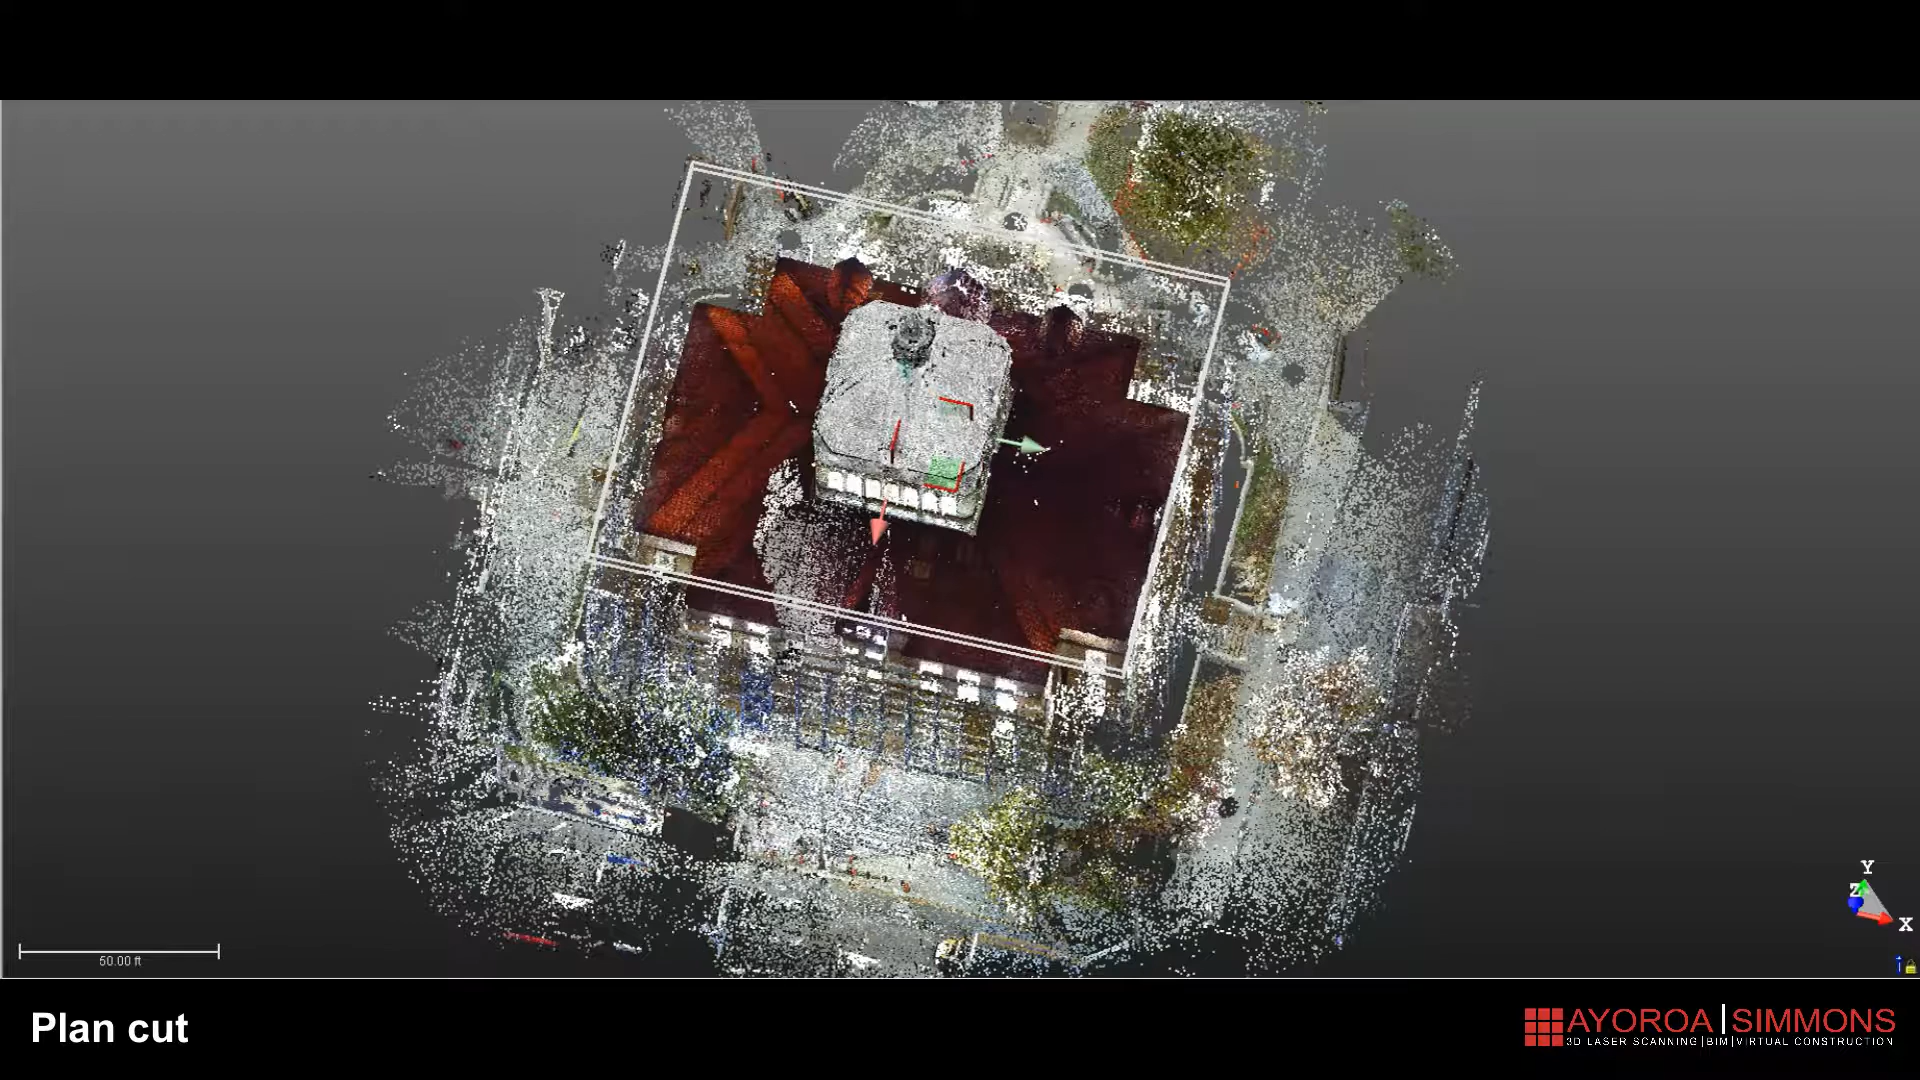 Y
Z
X
50.00 ft
Plan cut
AYOROA|SIMMONS
3D LASER SCANNING|BIM|VIRTUAL CONSTRUCTION